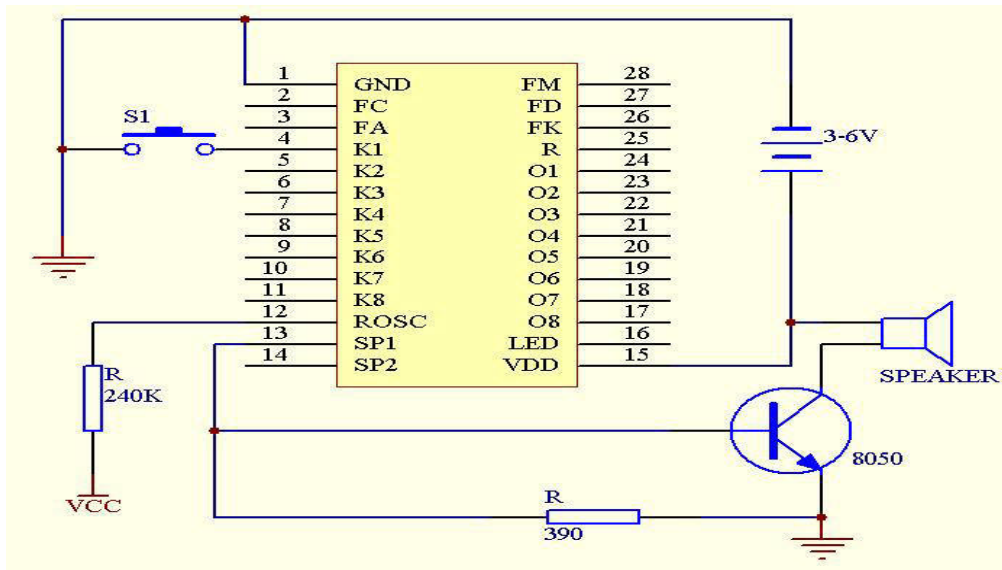 S1
1 GND FM 28
2 FC FD 27
3 FA FK 26
4 K1 R 25
5 K2 O1 24
6 K3 O2 23
7 K4 O3 22
8 K5 O4 21
9 K6 O5 20
10 K7 O6 19
11 K8 O7 18
12 ROSC O8 17
13 SP1 LED 16
14 SP2 VDD 15
3-6V
SPEAKER
R
240K
VCC
8050
R
390